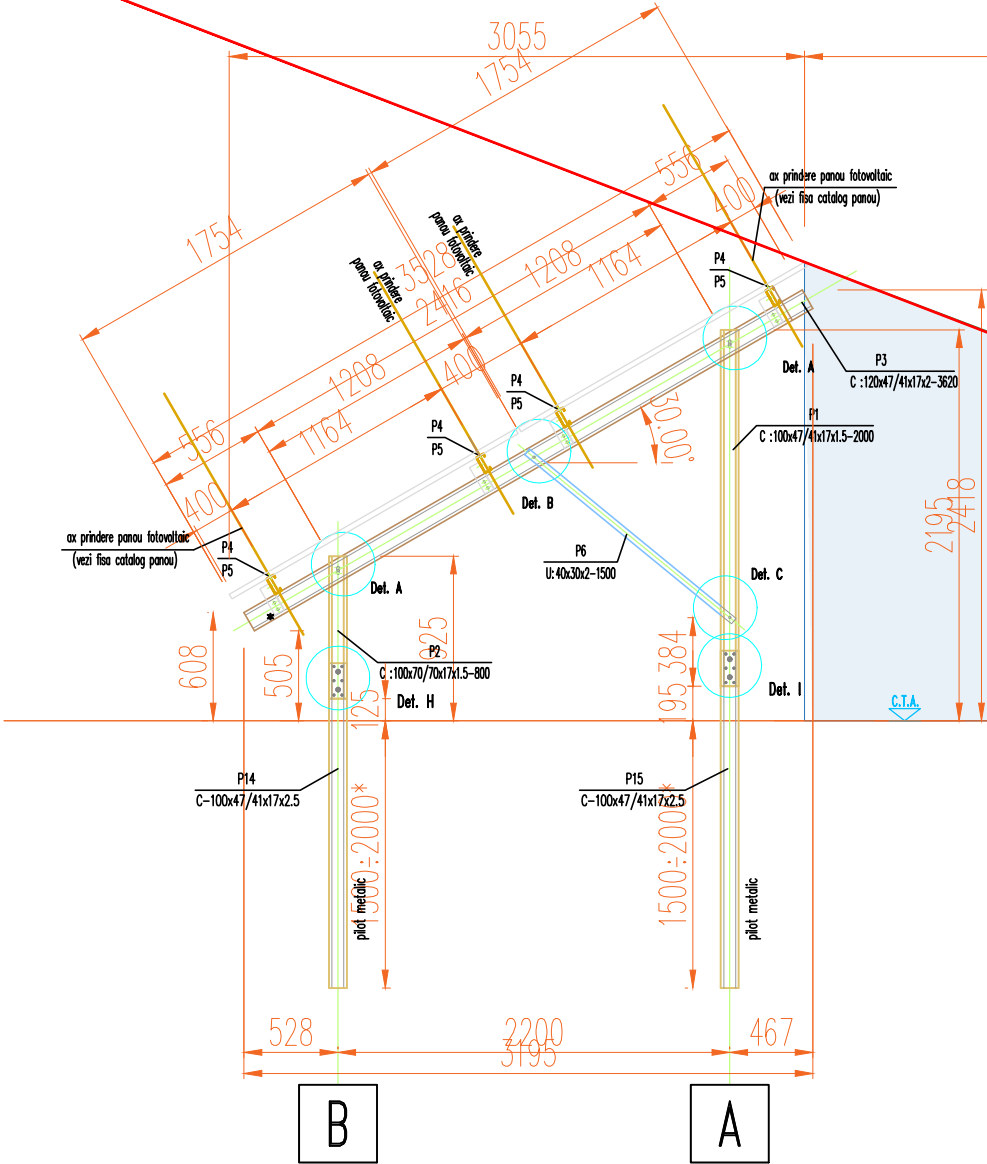 3055
1754
556
ax prindere panou fotovoltaic
(vezi fisa catalog panou)
400
1754
ax prindere
panou fotovoltaic
3528
1208
1164
P4
P5
ax prindere
panou fotovoltaic
2416
Det. A
P3
C :120x47/41x17x2-3620
1208
400
P4
P5
30.00°
P1
C :100x47/41x17x1.5-2000
556
1164
P4
P5
Det. B
2195
2418
400
ax prindere panou fotovoltaic
(vezi fisa catalog panou)
P4
P5
P6
U: 40x30x2-1500
Det. C
Det. A
*
608
505
925
384
P2
C :100x70/70x17x1.5-800
Det. H
125
195
Det. I
C.T.A.
P14
C-100x47/41x17x2.5
P15
C-100x47/41x17x2.5
1500÷2000*
pilot metalic
1500÷2000*
pilot metalic
528
2200
467
3195
B
A